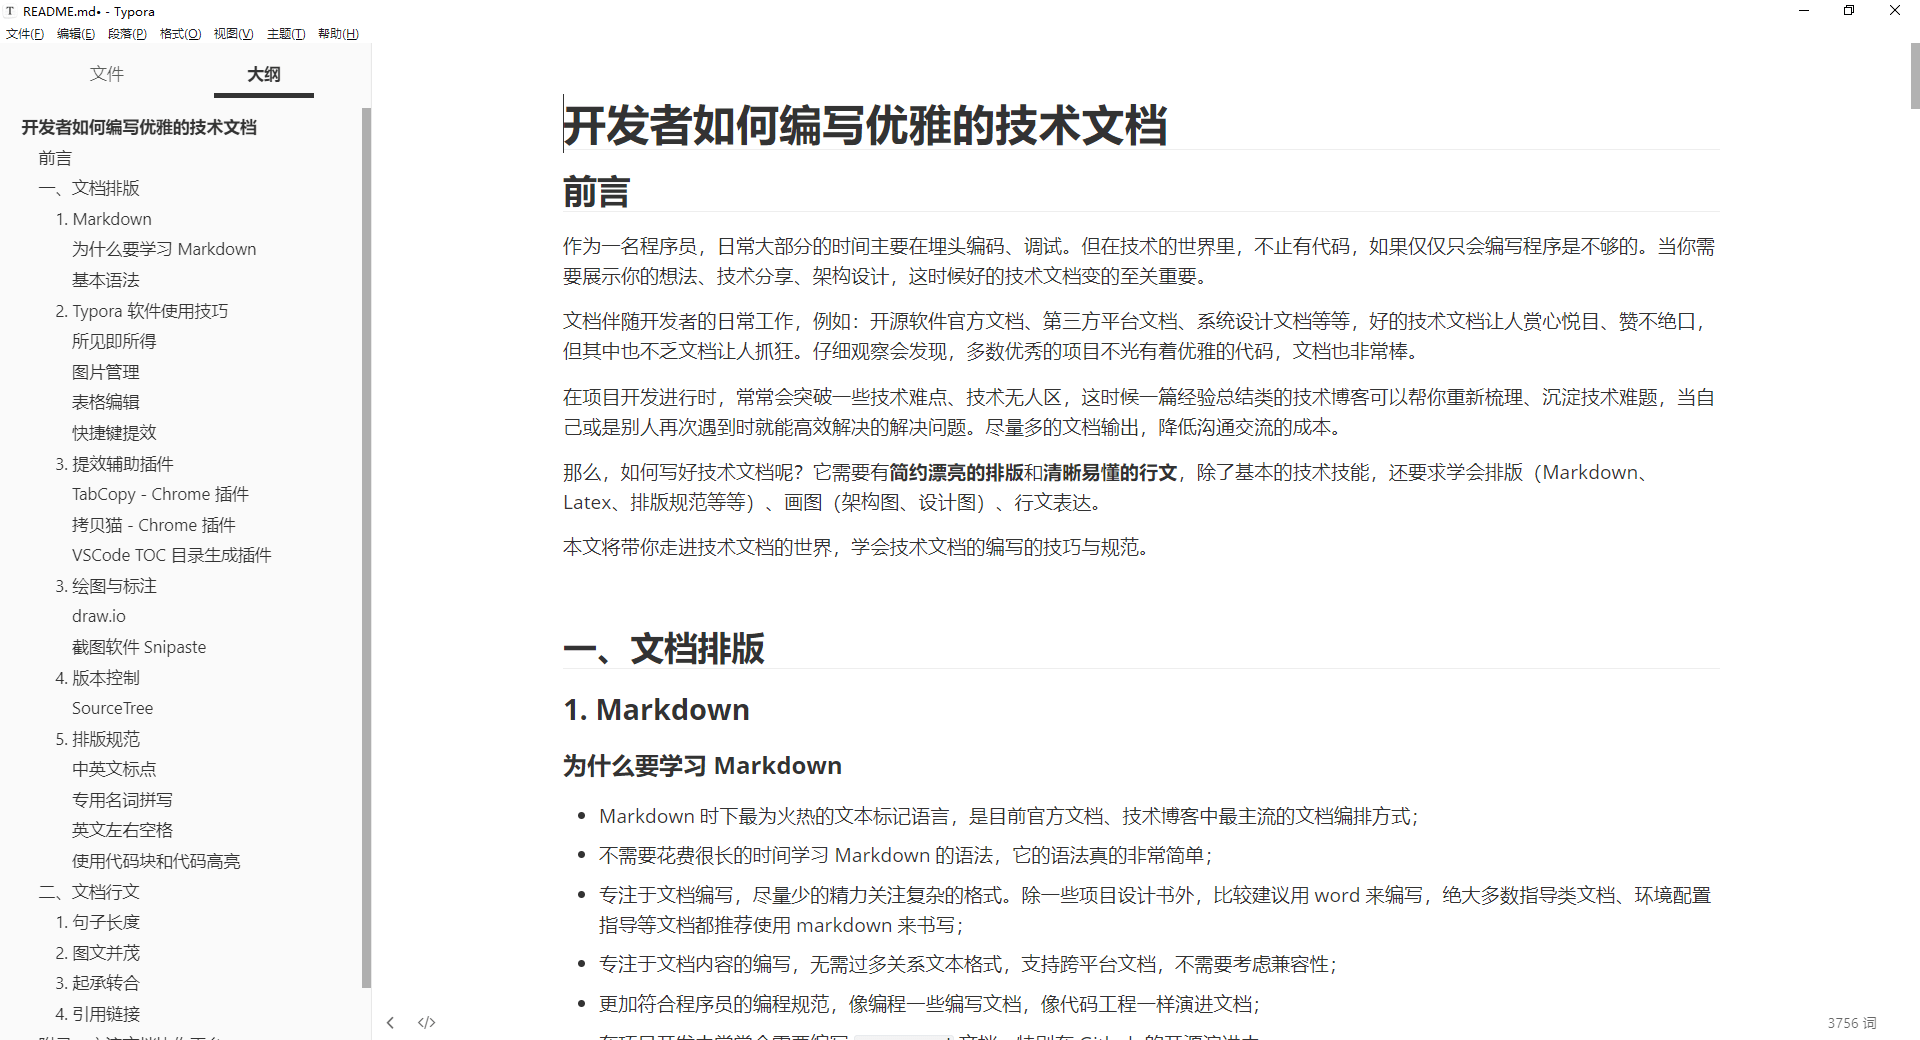 README.md• - Typora
文件(F) 编辑(E) 段落(P) 格式(O) 视图(V) 主题(T) 帮助(H)
文件 大纲
开发者如何编写优雅的技术文档
前言
一、文档排版
1. Markdown
为什么要学习 Markdown
基本语法
2. Typora 软件使用技巧
所见即所得
图片管理
表格编辑
快捷键提效
3. 提效辅助插件
TabCopy - Chrome 插件
拷贝猫 - Chrome 插件
VSCode TOC 目录生成插件
3. 绘图与标注
draw.io
截图软件 Snipaste
4. 版本控制
SourceTree
5. 排版规范
中英文标点
专用名词拼写
英文左右空格
使用代码块和代码高亮
二、文档行文
1. 句子长度
2. 图文并茂
3. 起承转合
4. 引用链接
开发者如何编写优雅的技术文档
前言
作为一名程序员，日常大部分的时间主要在埋头编码、调试。但在技术的世界里，不止有代码，如果仅仅只会编写程序是不够的。当你需
要展示你的想法、技术分享、架构设计，这时候好的技术文档变的至关重要。
文档伴随开发者的日常工作，例如：开源软件官方文档、第三方平台文档、系统设计文档等等，好的技术文档让人赏心悦目、赞不绝口，
但其中也不乏文档让人抓狂。仔细观察会发现，多数优秀的项目不光有着优雅的代码，文档也非常棒。
在项目开发进行时，常常会突破一些技术难点、技术无人区，这时候一篇经验总结类的技术博客可以帮你重新梳理、沉淀技术难题，当自
己或是别人再次遇到时就能高效解决的解决问题。尽量多的文档输出，降低沟通交流的成本。
那么，如何写好技术文档呢？它需要有简约漂亮的排版和清晰易懂的行文，除了基本的技术技能，还要求学会排版（Markdown、
Latex、排版规范等等）、画图（架构图、设计图）、行文表达。
本文将带你走进技术文档的世界，学会技术文档的编写的技巧与规范。
一、文档排版
1. Markdown
为什么要学习 Markdown
Markdown 时下最为火热的文本标记语言，是目前官方文档、技术博客中最主流的文档编排方式；
不需要花费很长的时间学习 Markdown 的语法，它的语法真的非常简单；
专注于文档编写，尽量少的精力关注复杂的格式。除一些项目设计书外，比较建议用 word 来编写，绝大多数指导类文档、环境配置
指导等文档都推荐使用 markdown 来书写；
专注于文档内容的编写，无需过多关系文本格式，支持跨平台文档，不需要考虑兼容性；
更加符合程序员的编程规范，像编程一些编写文档，像代码工程一样演进文档；
3756 词